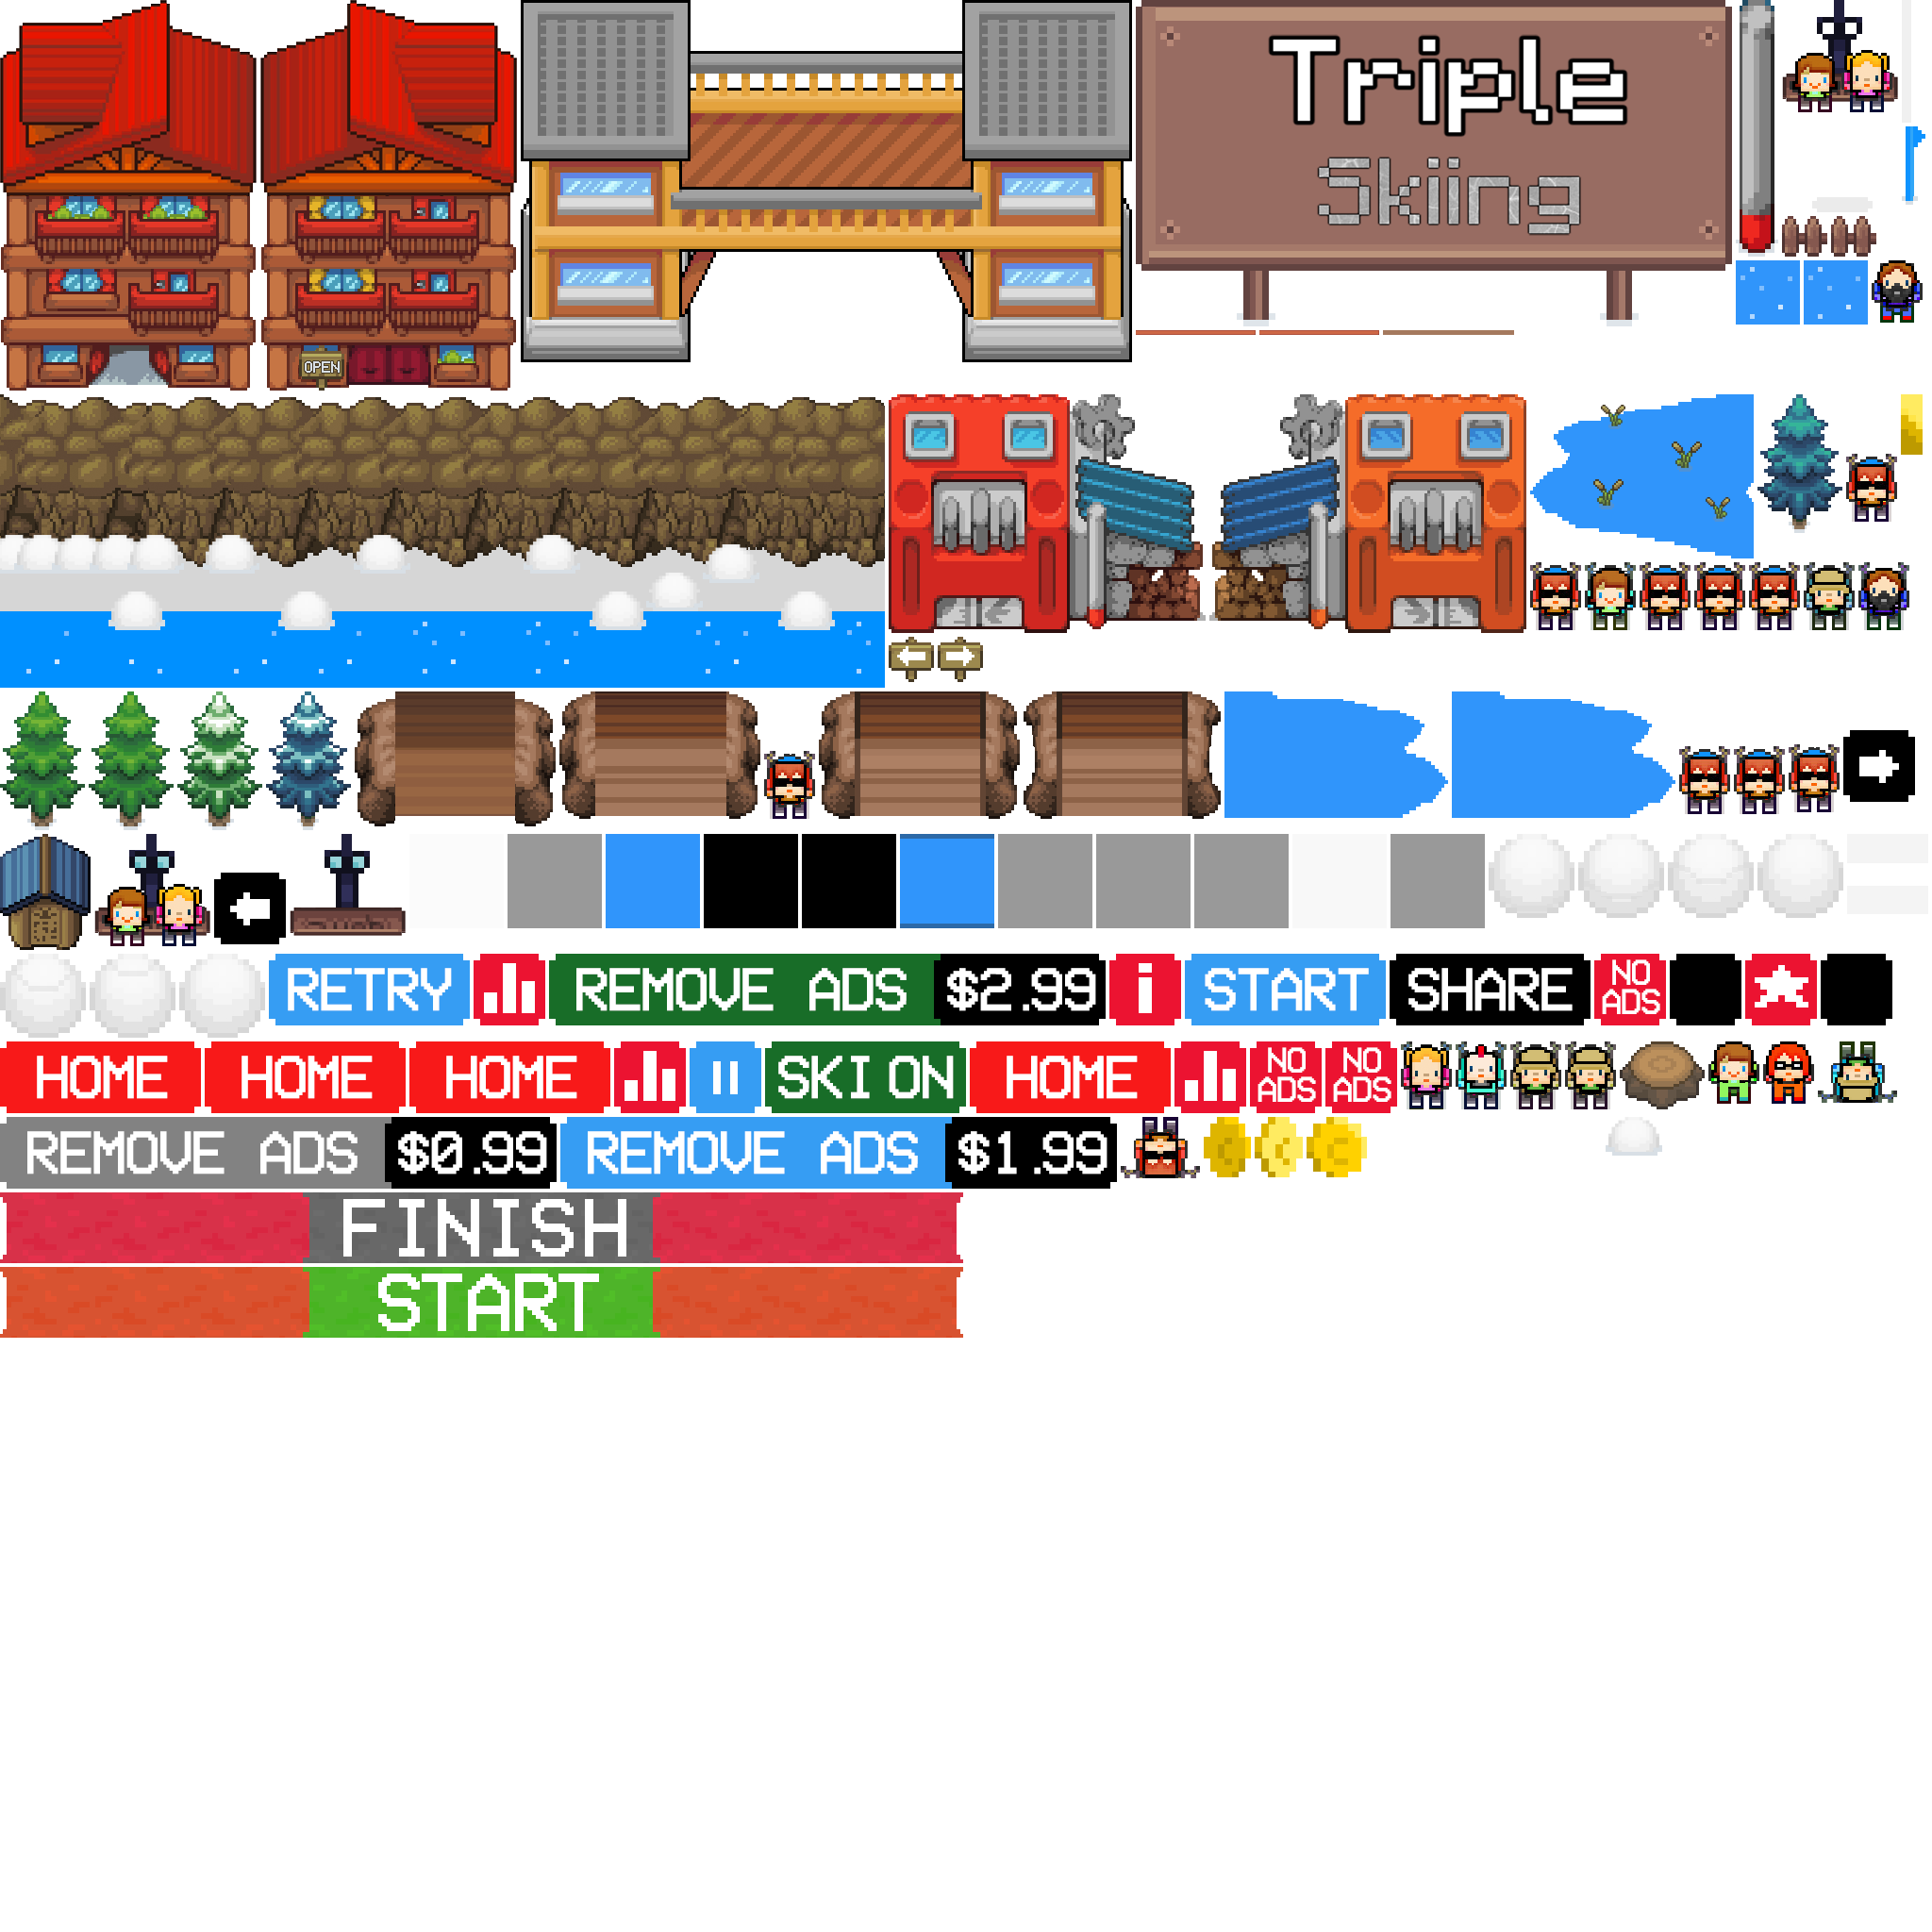 Triple
Skiing
OPEN
RETRY
REMOVE ADS $2.99
i
START
SHARE
NO
ADS
HOME
HOME
HOME
SKI ON
HOME
NO
ADS
NO
ADS
REMOVE ADS $0.99
REMOVE ADS $1.99
FINISH
START